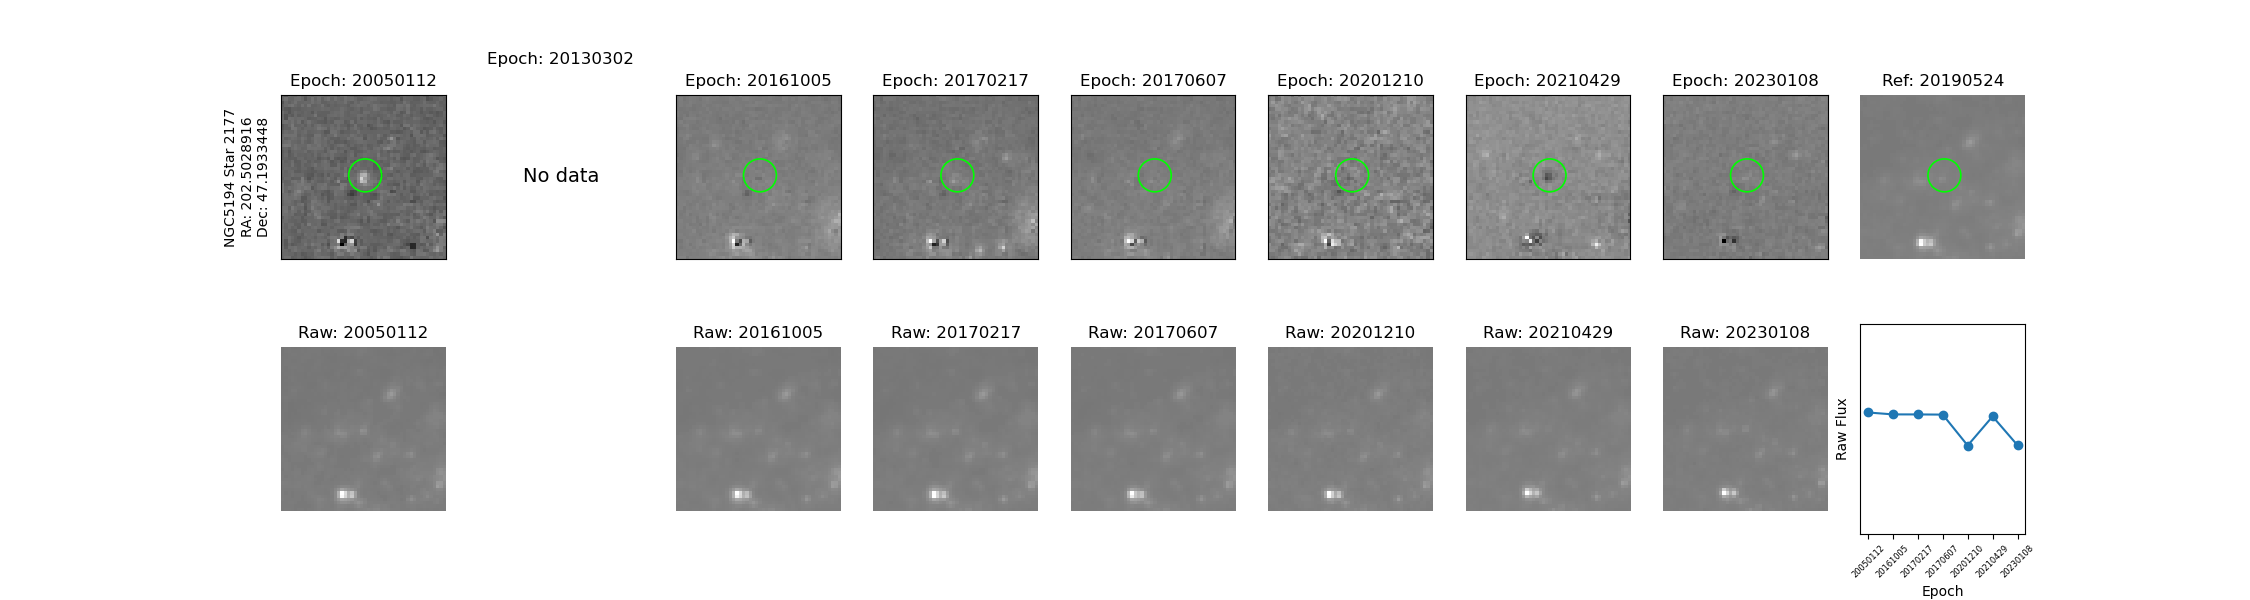 Epoch: 20130302
Epoch: 20050112
Epoch: 20161005
Epoch: 20170217
Epoch: 20170607
Epoch: 20201210
Epoch: 20210429
Epoch: 20230108
Ref: 20190524
NGC5194 Star 2177
RA: 202.5028916
Dec: 47.1933448
No data
Raw: 20050112
Raw: 20161005
Raw: 20170217
Raw: 20170607
Raw: 20201210
Raw: 20210429
Raw: 20230108
Raw Flux
20050112
20161005
20170217
20170607
20201210
20210429
20230108
Epoch